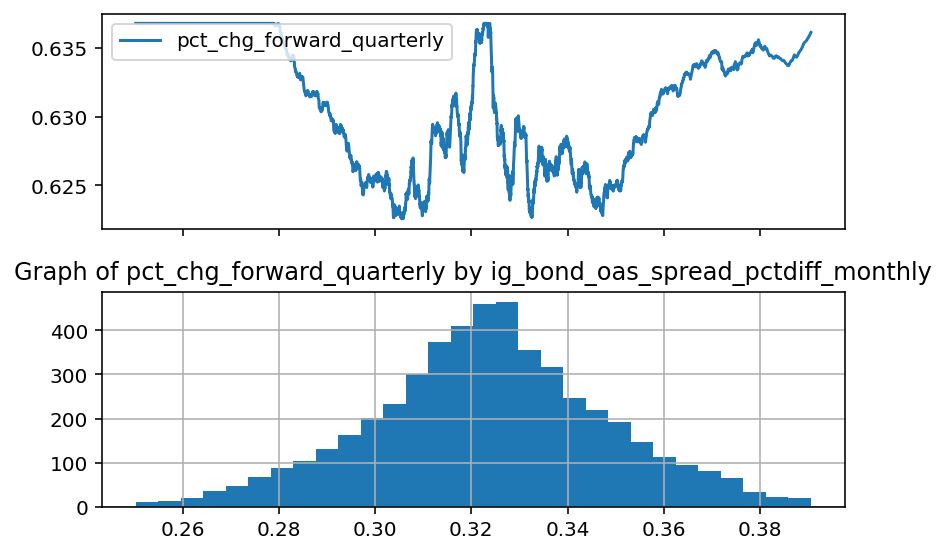 0.635
0.630
0.625
pct_chg_forward_quarterly
Graph of pct_chg_forward_quarterly by ig_bond_oas_spread_pctdiff_monthly
400
300
200
100
0
0.26 0.28 0.30 0.32 0.34 0.36 0.38